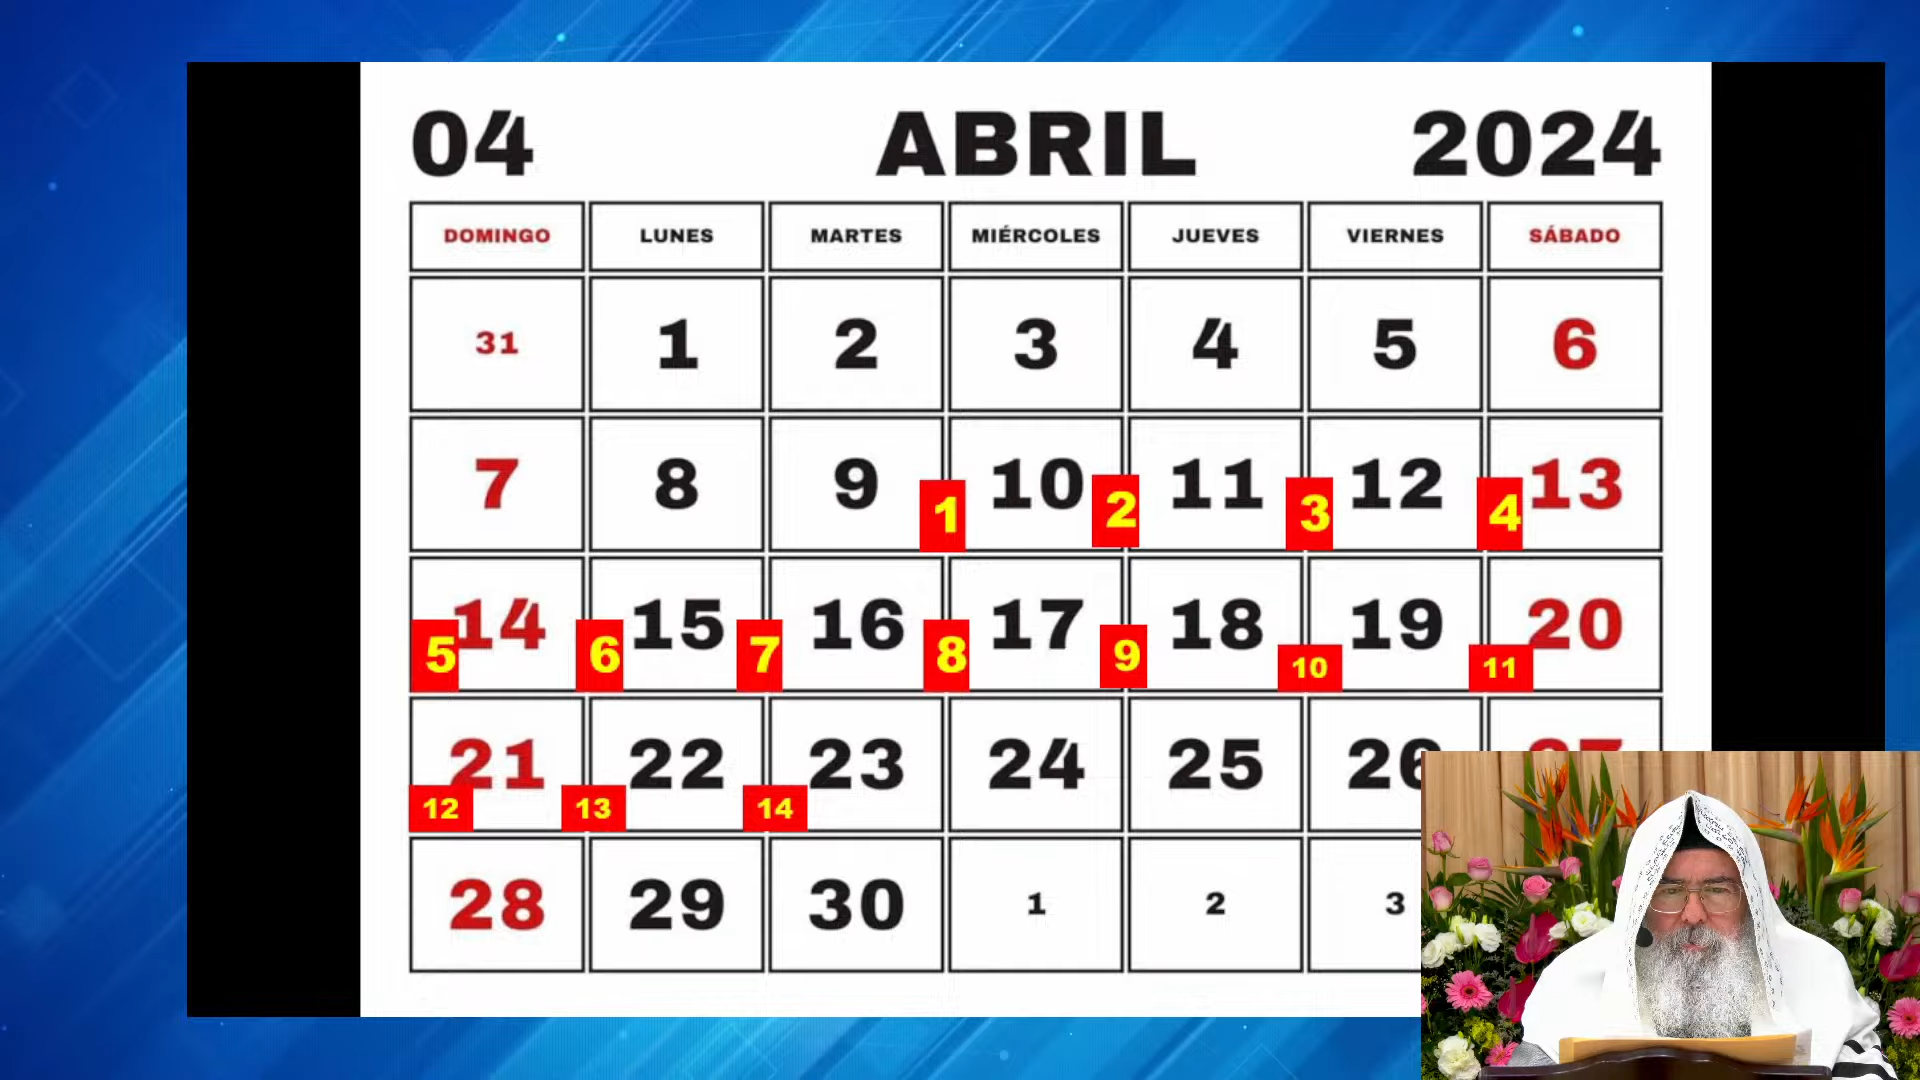 04 ABRIL 2024
DOMINGO LUNES MARTES MIÉRCOLES JUEVES VIERNES SÁBADO
31 1 2 3 4 5 6
7 8 9 10 11 12 13
1 2 3 4
14 15 16 17 18 19 20
5 6 7 8 9 10 11
21 22 23 24 25
12 13 14
28 29 30 1 2 3